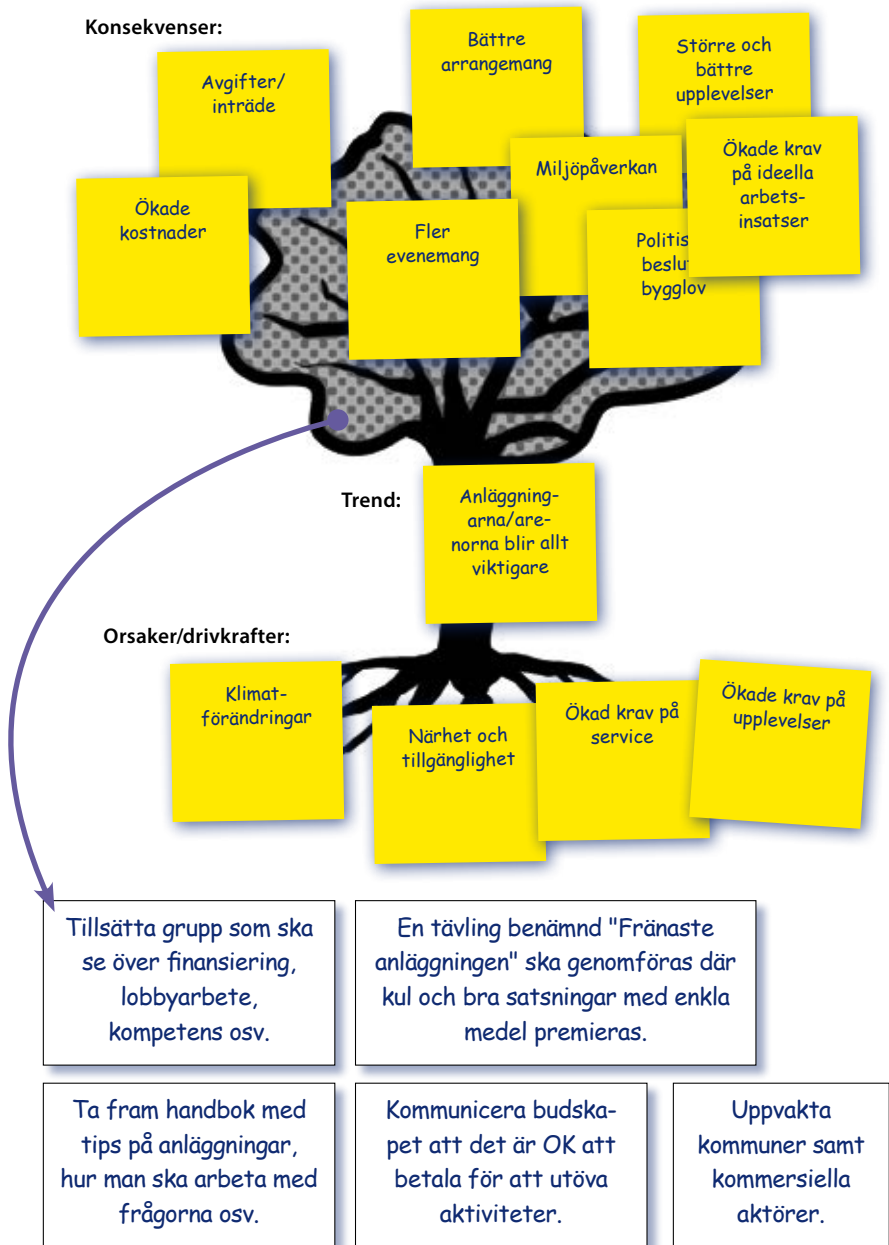 Konsekvenser:
Avgifter/
inträde
Bättre
arrangemang
Större och
bättre
upplevelser
Ökade
kostnader
Fler
evenemang
Miljöpåverkan
bygglov
Ökade krav
på ideella
arbets-
insatser
Trend:
Anläggning-
arna/are-
norna blir allt
viktigare
Orsaker/drivkrafter:
Klimat-
förändringar
Närhet och
tillgänglighet
Ökad krav på
service
Ökade krav på
upplevelser
Tillsätta grupp som ska
se över finansiering,
lobbyarbete,
kompetens osv.
En tävling benämnd "Fränaste
anläggningen" ska genomföras där
kul och bra satsningar med enkla
medel premieras.
Ta fram handbok med
tips på anläggningar,
hur man ska arbeta med
frågorna osv.
Kommunicera budska-
pet att det är OK att
betala för att utöva
aktiviteter.
Uppvakta
kommuner samt
kommersiella
aktörer.